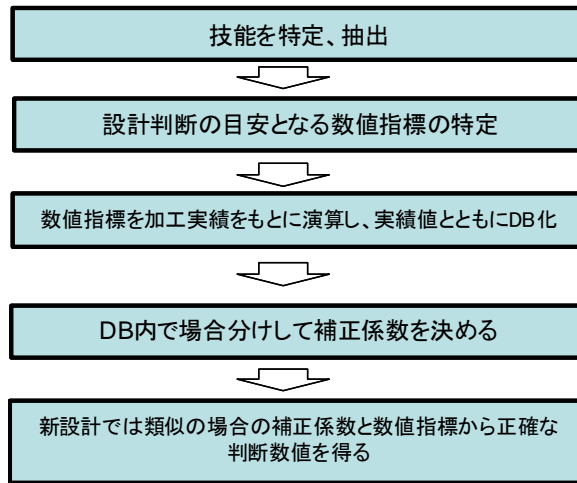 技能を特定、抽出
設計判断の目安となる数値指標の特定
数値指標を加工実績をもとに演算し、実績値とともにDB化
DB内で場合分けして補正係数を決める
新設計では類似の場合の補正係数と数値指標から正確な
判断数値を得る